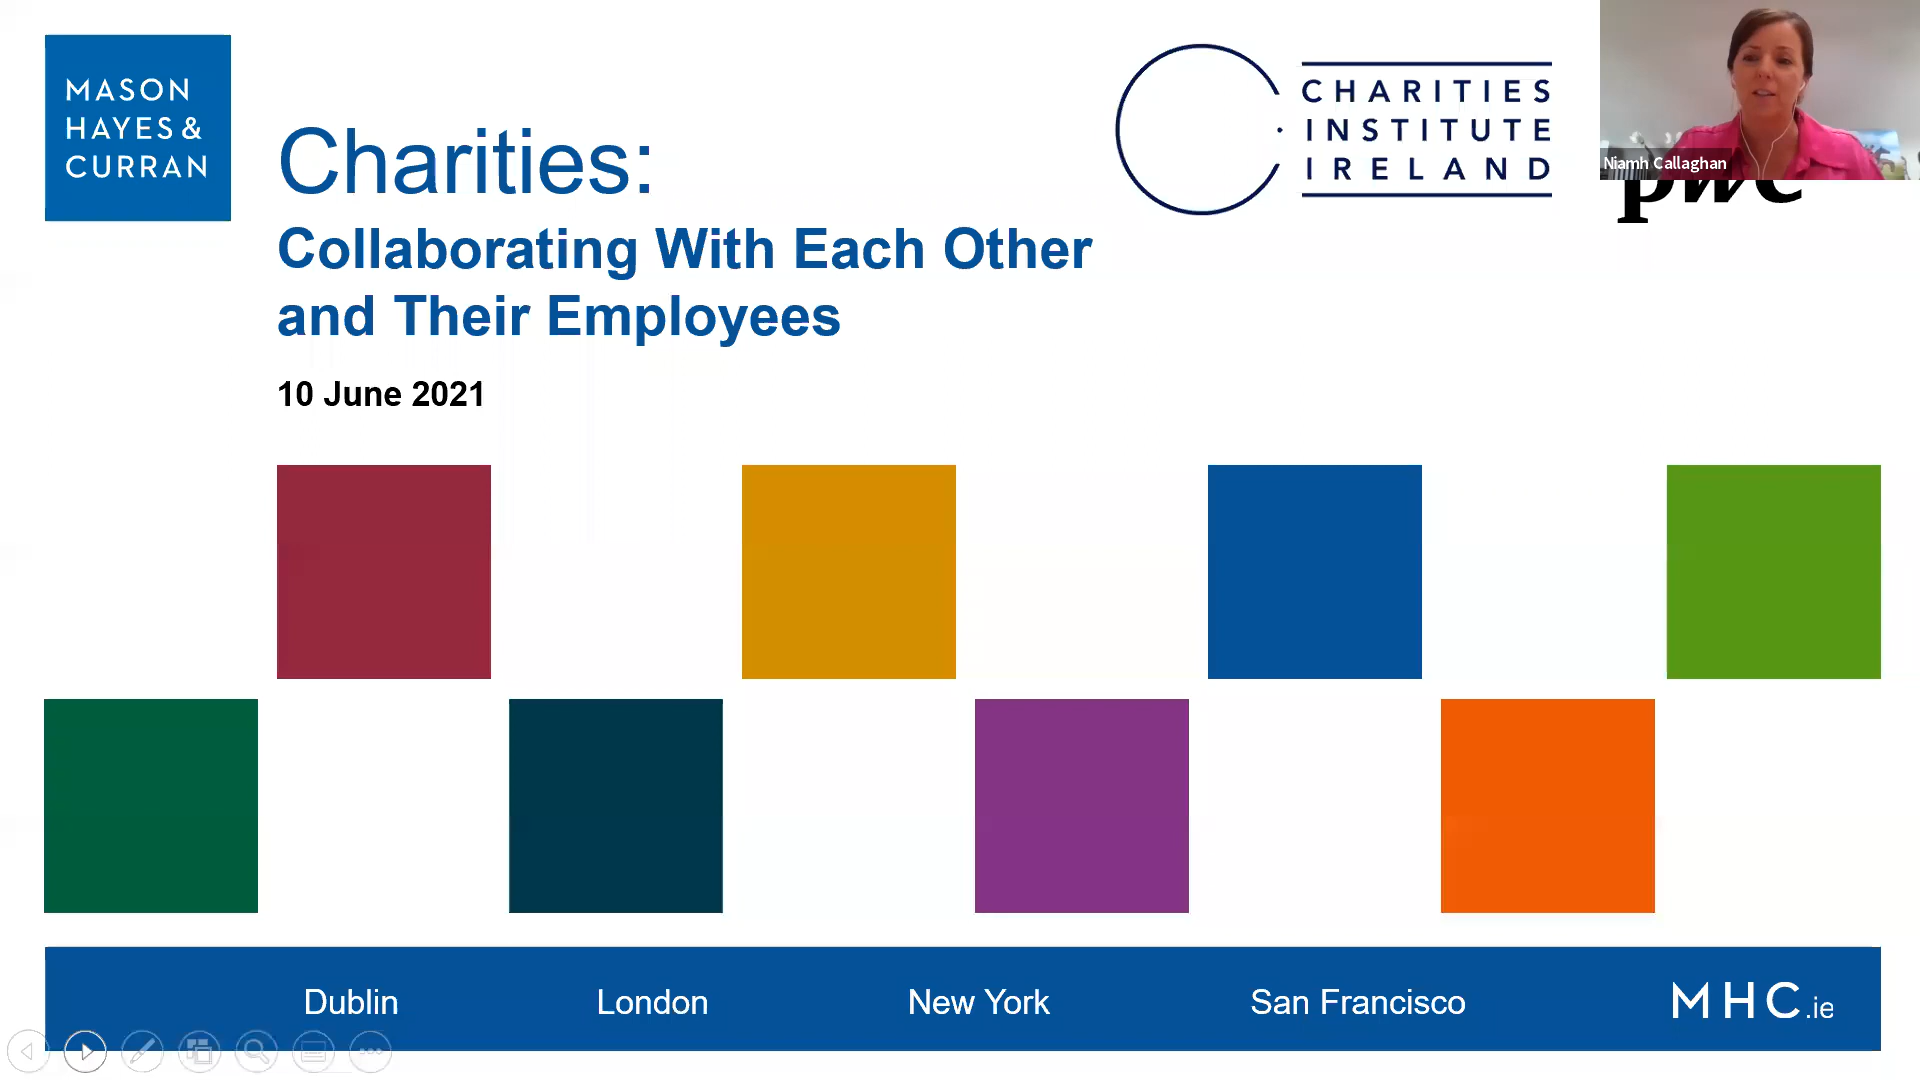 MASON
HAYES &
CURRAN
Charities:
Collaborating With Each Other
and Their Employees
10 June 2021
CHARITIES
INSTITUTE
IRELAND
Niamh Callaghan
pwc
Dublin
London
New York
San Francisco
MHC.ie